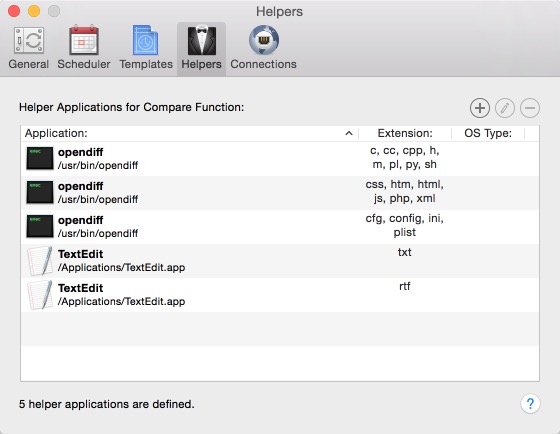 Helpers
General Scheduler Templates Helpers Connections
Helper Applications for Compare Function:
Application: Extension: OS Type:
opendiff
/usr/bin/opendiff
c, cc, cpp, h,
m, pl, py, sh
opendiff
/usr/bin/opendiff
css, htm, html,
js, php, xml
opendiff
/usr/bin/opendiff
cfg, config, ini,
plist
TextEdit
/Applications/TextEdit.app
txt
TextEdit
/Applications/TextEdit.app
rtf
5 helper applications are defined.
?